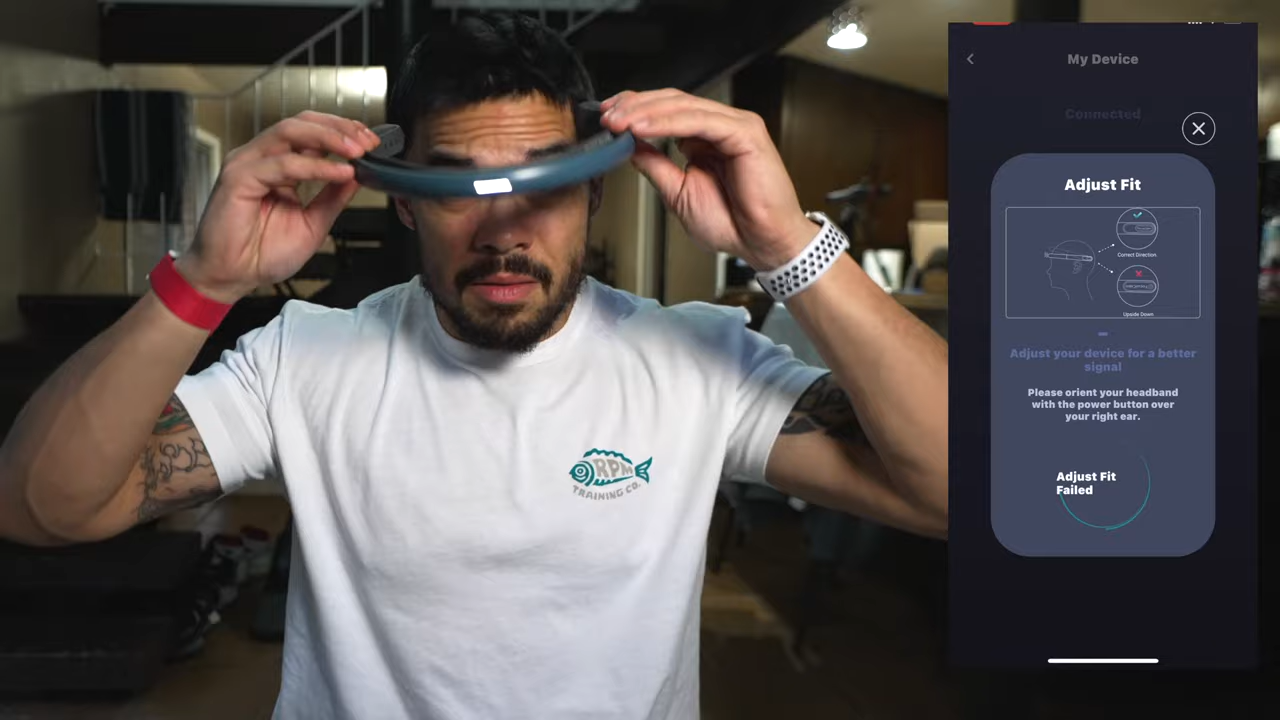 My Device
Connected
Adjust Fit
Correct Direction
Upside Down
Adjust your device for a better
signal
Please orient your headband
with the power button over
your right ear.
Adjust Fit
Failed
RPM
TRAINING CO.